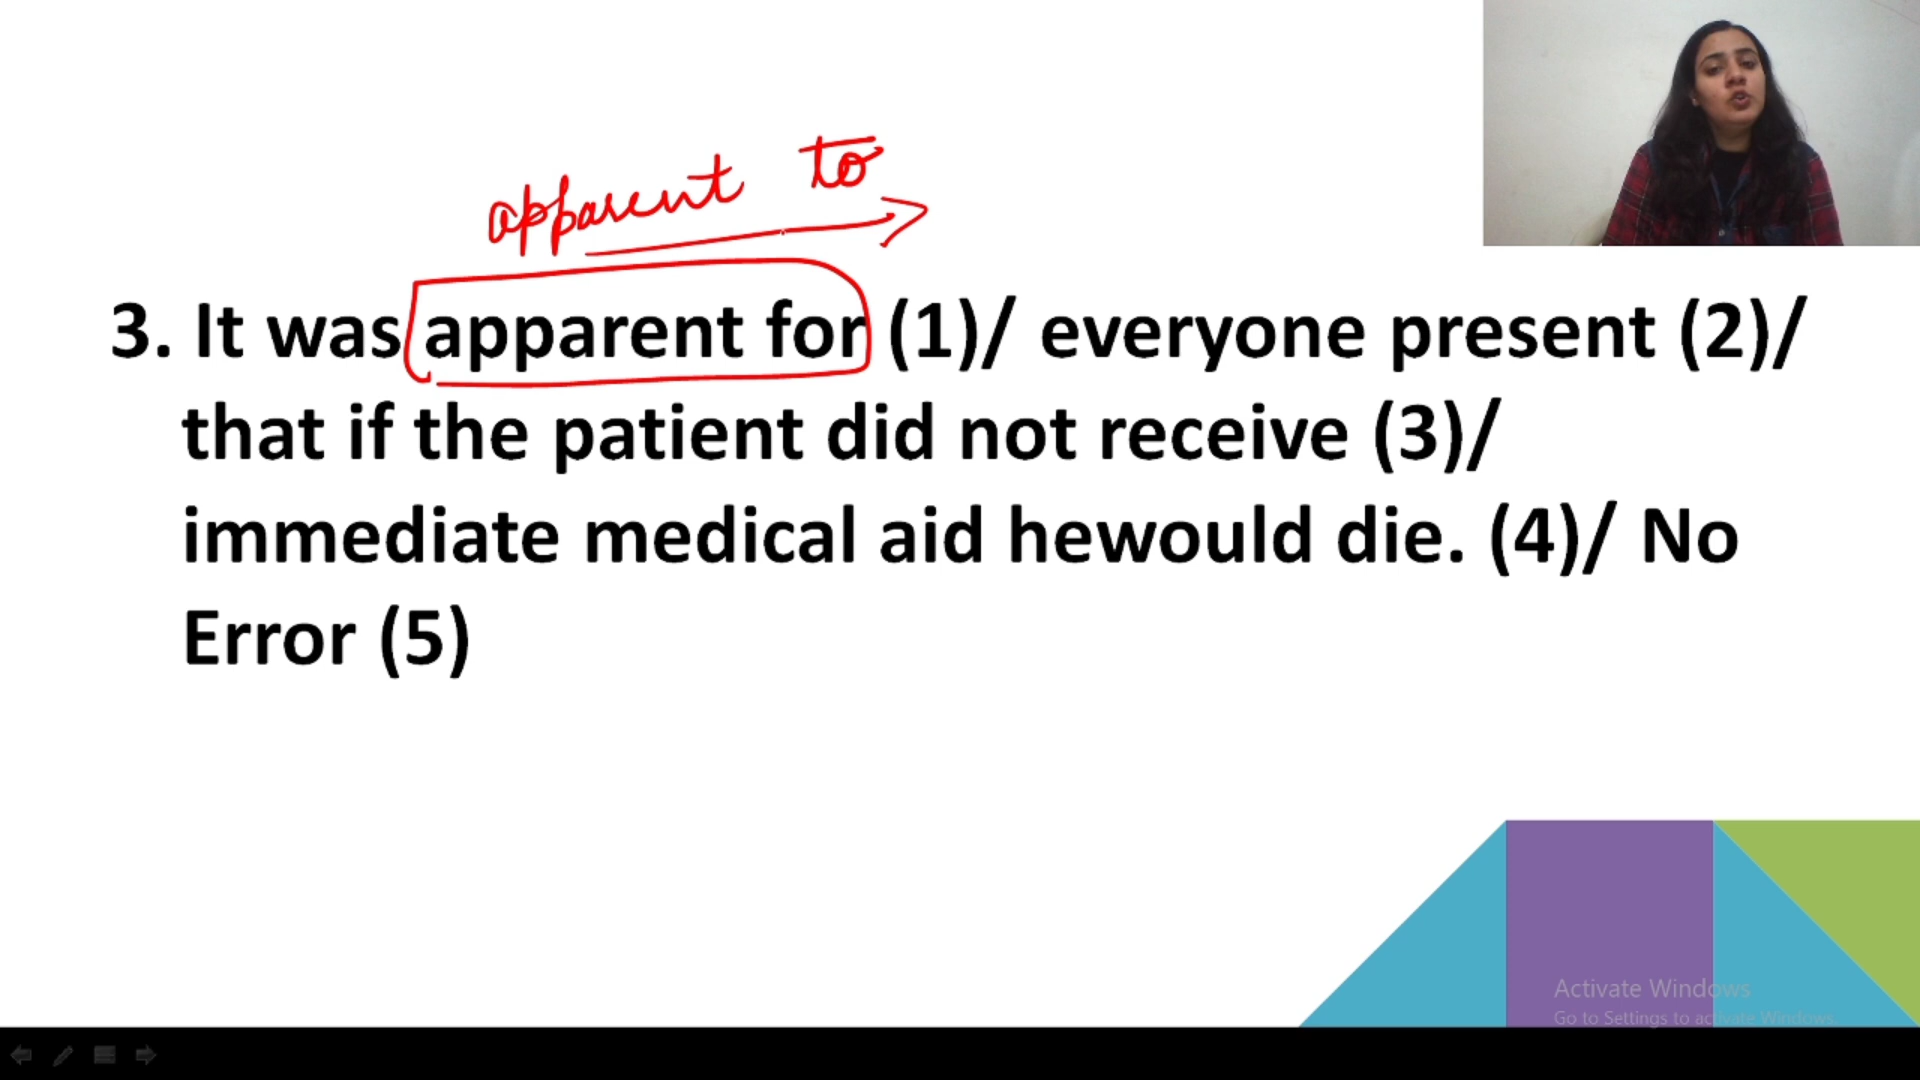 apparent to
3. It was apparent for (1)/ everyone present (2)/
that if the patient did not receive (3)/
immediate medical aid hewould die. (4)/ No
Error (5)
Activate Windows
Go to Settings to activate Windows.